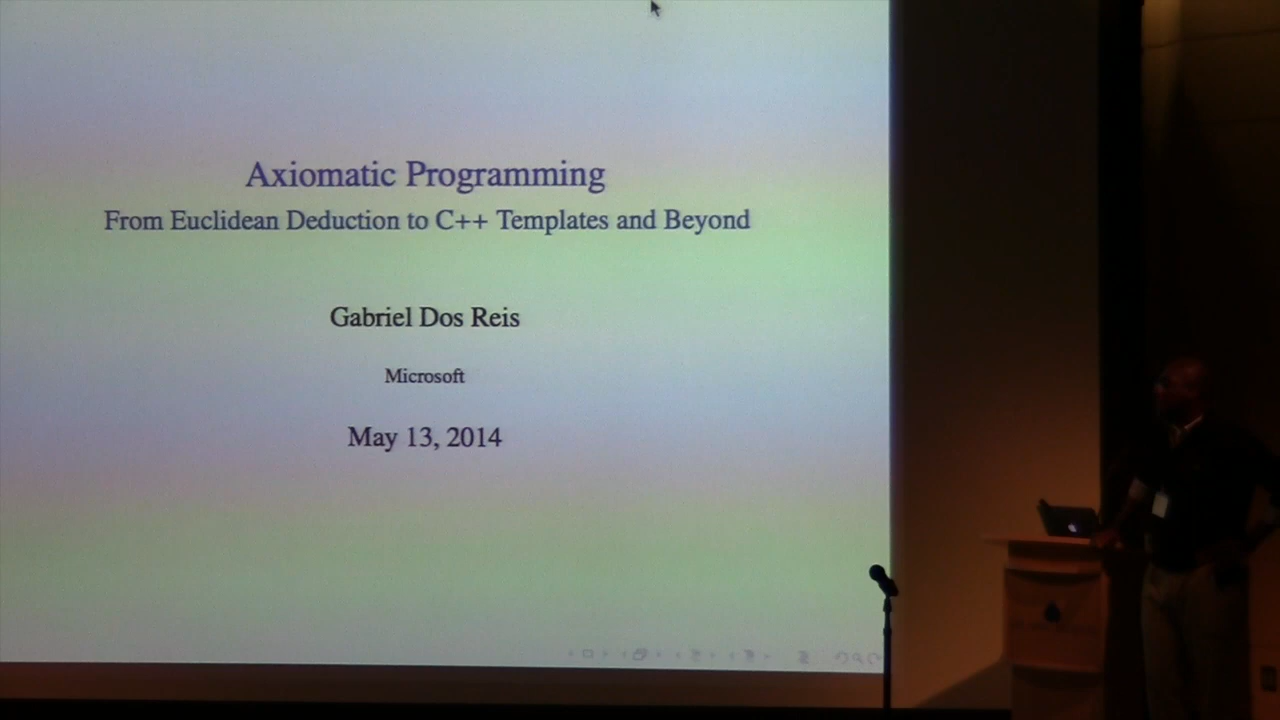 Axiomatic Programming
From Euclidean Deduction to C++ Templates and Beyond
Gabriel Dos Reis
Microsoft
May 13, 2014